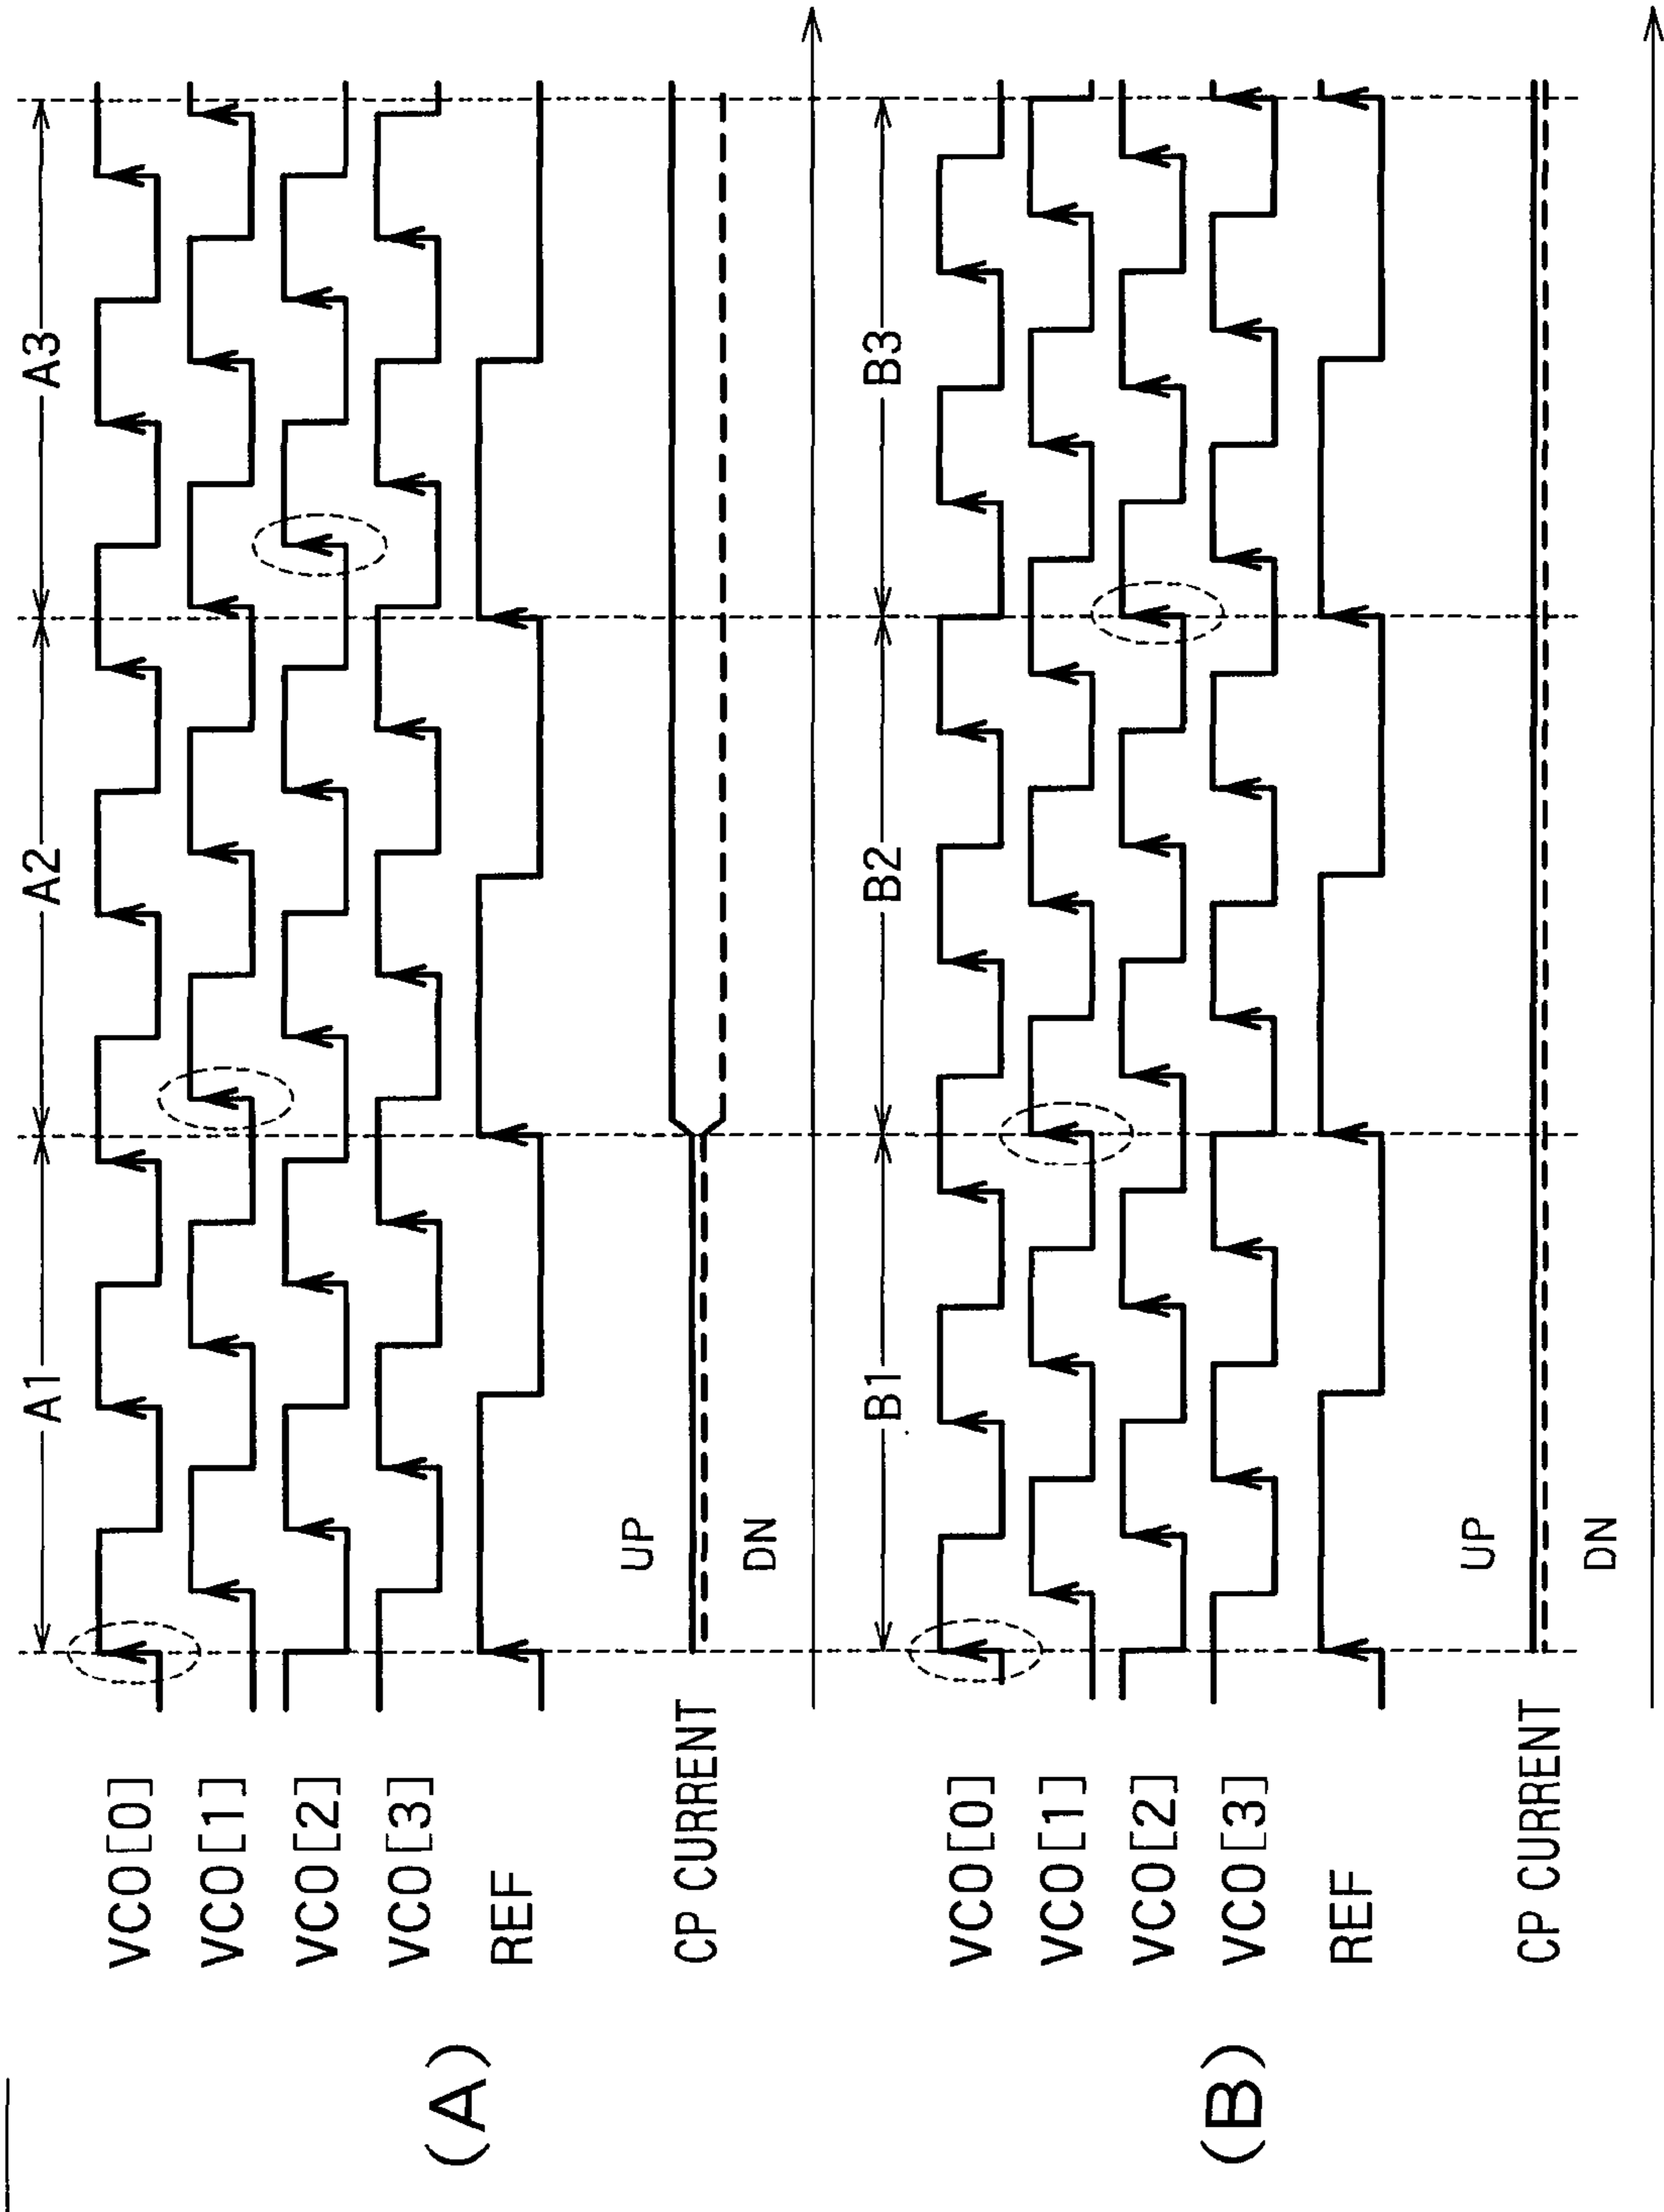 (A)
A1
A2
A3
VCO[0]
VCO[1]
VCO[2]
VCO[3]
REF
UP
CP CURRENT
DN
(B)
B1
B2
B3
VCO[0]
VCO[1]
VCO[2]
VCO[3]
REF
UP
CP CURRENT
DN